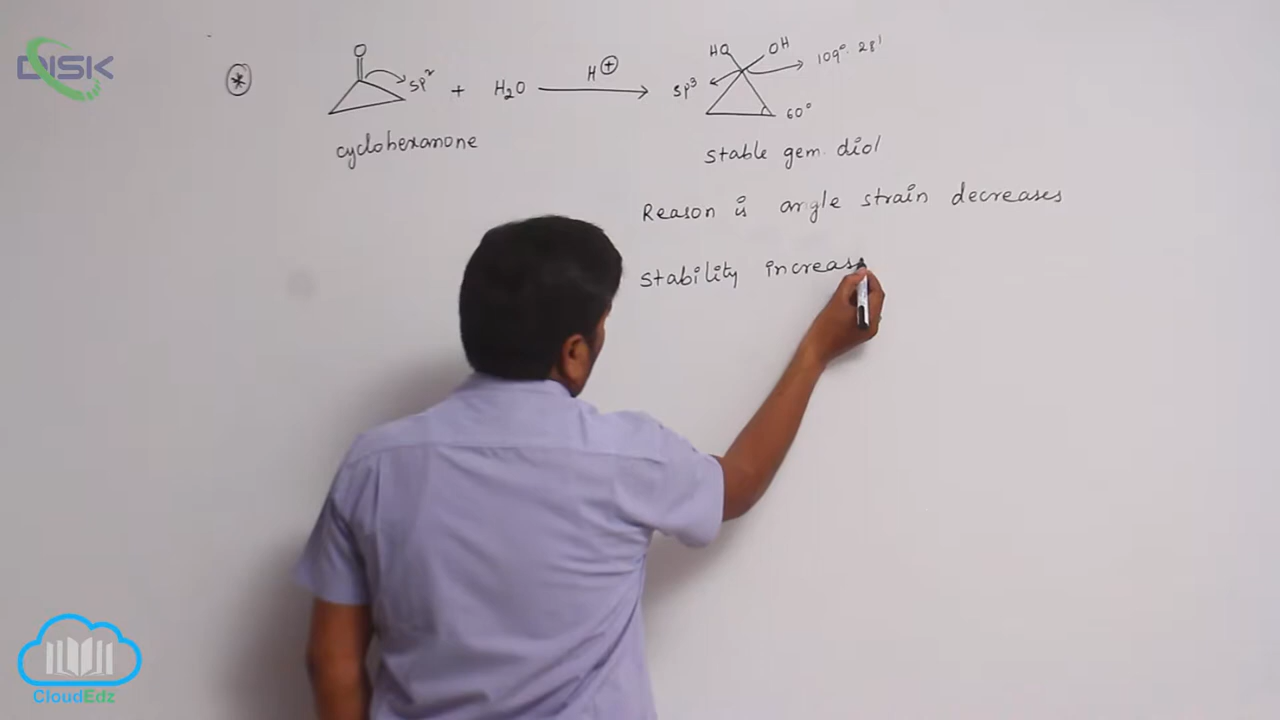 DISK
* O sp² + H₂O H⊕ HO OH 109° 28' sp³ 60°
cyclohexanone stable gem. diol
Reason is angle strain decreases
stability increas
CloudEdz